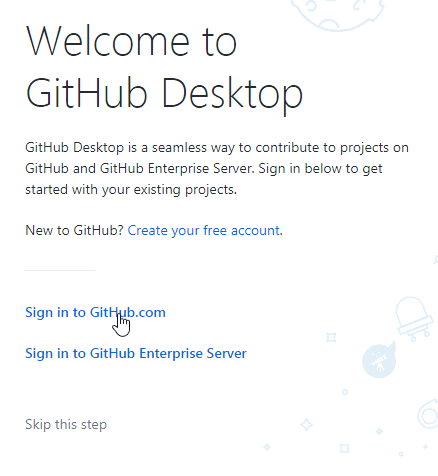 Welcome to
GitHub Desktop
GitHub Desktop is a seamless way to contribute to projects on
GitHub and GitHub Enterprise Server. Sign in below to get
started with your existing projects.
New to GitHub? Create your free account.
Sign in to GitHub.com
Sign in to GitHub Enterprise Server
Skip this step